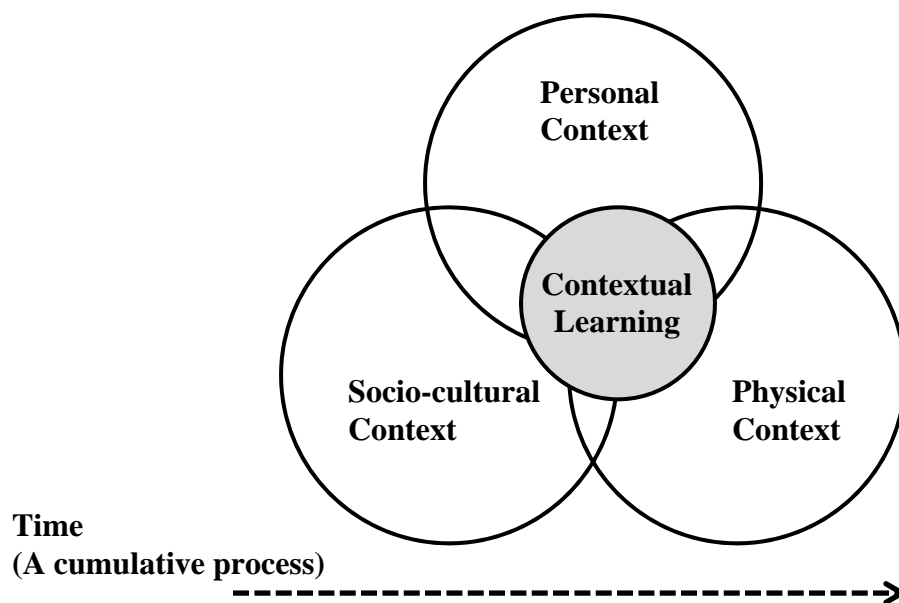 Personal
Context
Contextual
Learning
Socio-cultural
Context
Physical
Context
Time
(A cumulative process)